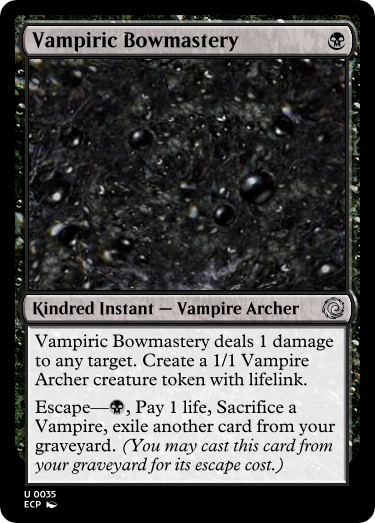 Vampiric Bowmastery
Kindred Instant — Vampire Archer
Vampiric Bowmastery deals 1 damage
to any target. Create a 1/1 Vampire
Archer creature token with lifelink.
Escape—, Pay 1 life, Sacrifice a
Vampire, exile another card from your
graveyard. (You may cast this card from
your graveyard for its escape cost.)
U 0035
ECP